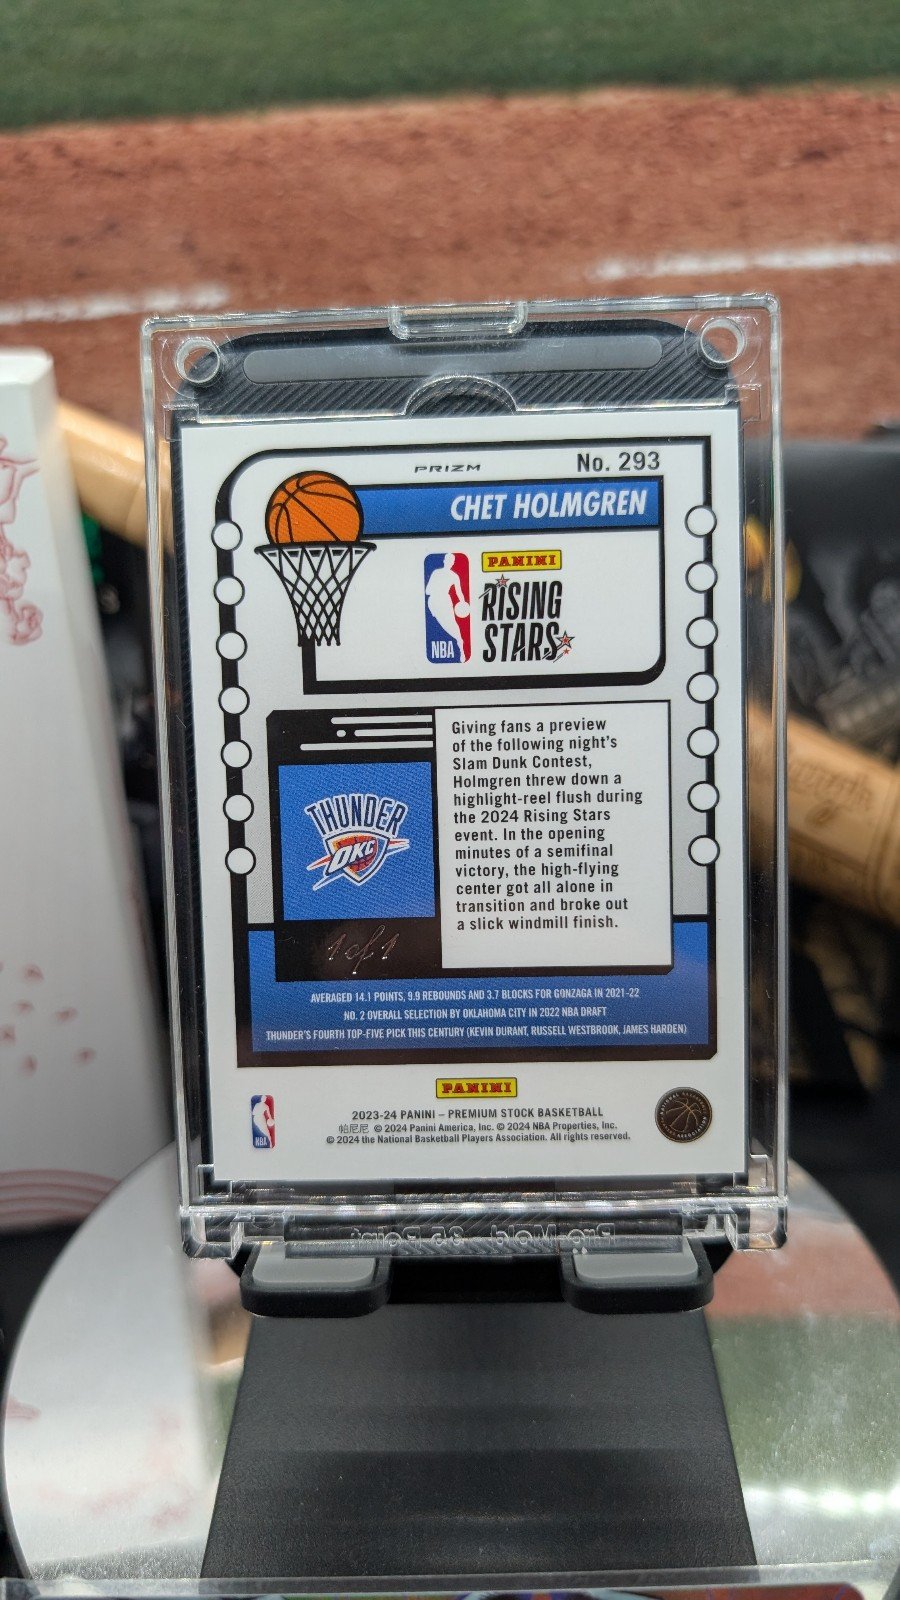 PRIZM
No. 293
CHET HOLMGREN
NBA
PANINI
RISING
STARS
Giving fans a preview
of the following night's
Slam Dunk Contest,
Holmgren threw down a
highlight-reel flush during
the 2024 Rising Stars
event. In the opening
minutes of a semifinal
victory, the high-flying
center got all alone in
transition and broke out
a slick windmill finish.
THUNDER
OKC
1 of 1
AVERAGED 14.1 POINTS, 9.9 REBOUNDS AND 3.7 BLOCKS FOR GONZAGA IN 2021-22
NO. 2 OVERALL SELECTION BY OKLAHOMA CITY IN 2022 NBA DRAFT
THUNDER'S FOURTH TOP-FIVE PICK THIS CENTURY (KEVIN DURANT, RUSSELL WESTBROOK, JAMES HARDEN)
PANINI
NBA
2023-24 PANINI – PREMIUM STOCK BASKETBALL
帕尼尼 © 2024 Panini America, Inc. © 2024 NBA Properties, Inc.
© 2024 the National Basketball Players Association. All rights reserved.
Pro-Mold 35 Point